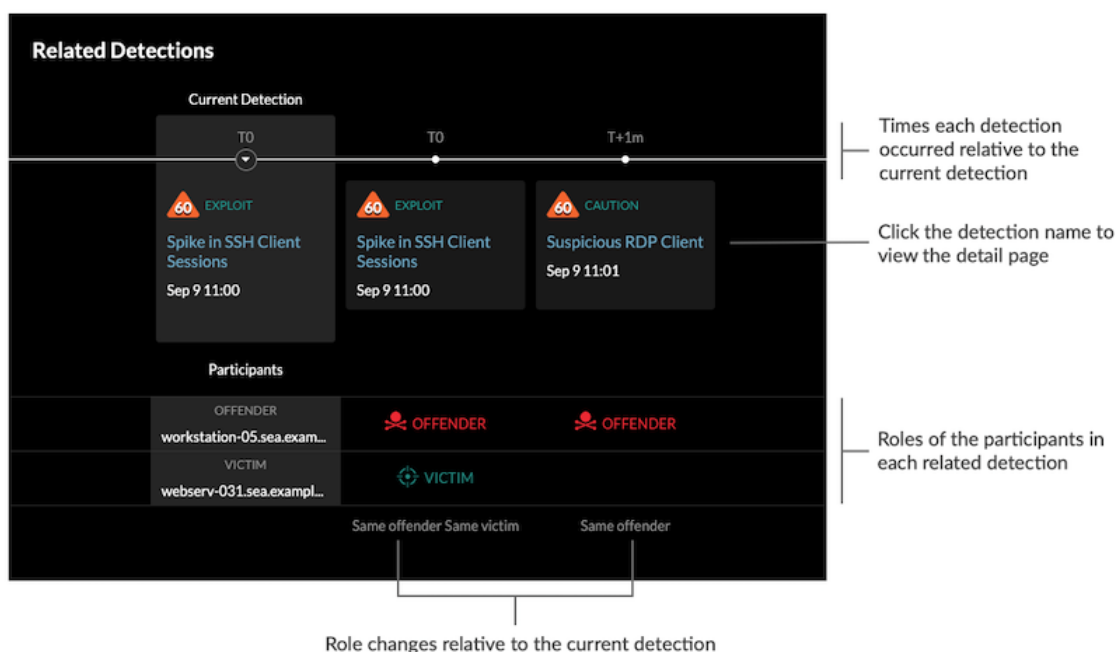 Related Detections
Current Detection
T0
T0
T+1m
Times each detection
occurred relative to the
current detection
60 EXPLOIT
Spike in SSH Client
Sessions
Sep 9 11:00
60 EXPLOIT
Spike in SSH Client
Sessions
Sep 9 11:00
60 CAUTION
Suspicious RDP Client
Sep 9 11:01
Click the detection name to
view the detail page
Participants
OFFENDER
workstation-05.sea.exam...
OFFENDER
OFFENDER
VICTIM
webserv-031.sea.exampl...
VICTIM
Roles of the participants in
each related detection
Same offender Same victim
Same offender
Role changes relative to the current detection